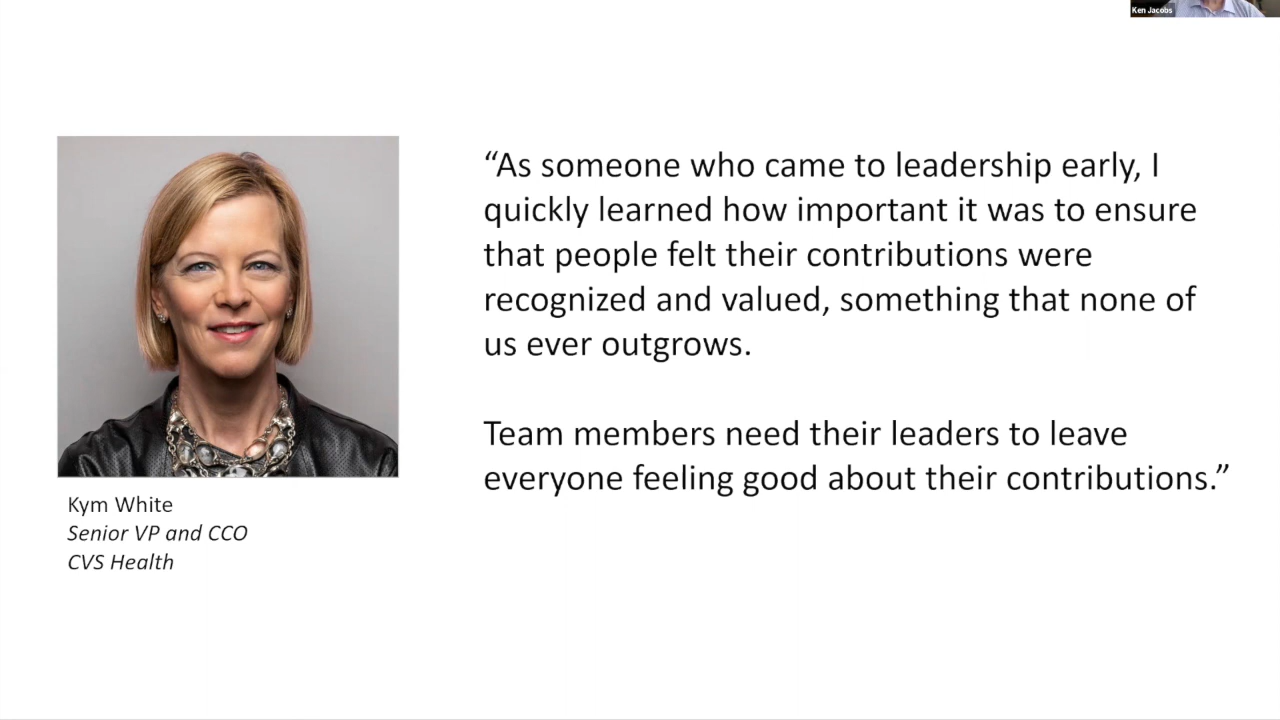 Ken Jacobs
“As someone who came to leadership early, I
quickly learned how important it was to ensure
that people felt their contributions were
recognized and valued, something that none of
us ever outgrows.
Team members need their leaders to leave
everyone feeling good about their contributions.”
Kym White
Senior VP and CCO
CVS Health